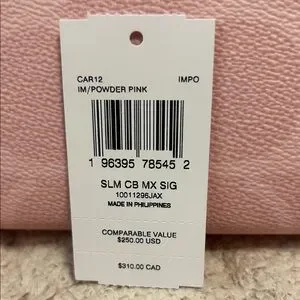 CAR12 IMPO
IM/POWDER PINK
1 96395 78545 2
SLM CB MX SIG
10011296JAX
MADE IN PHILIPPINES
COMPARABLE VALUE
$250.00 USD
$310.00 CAD